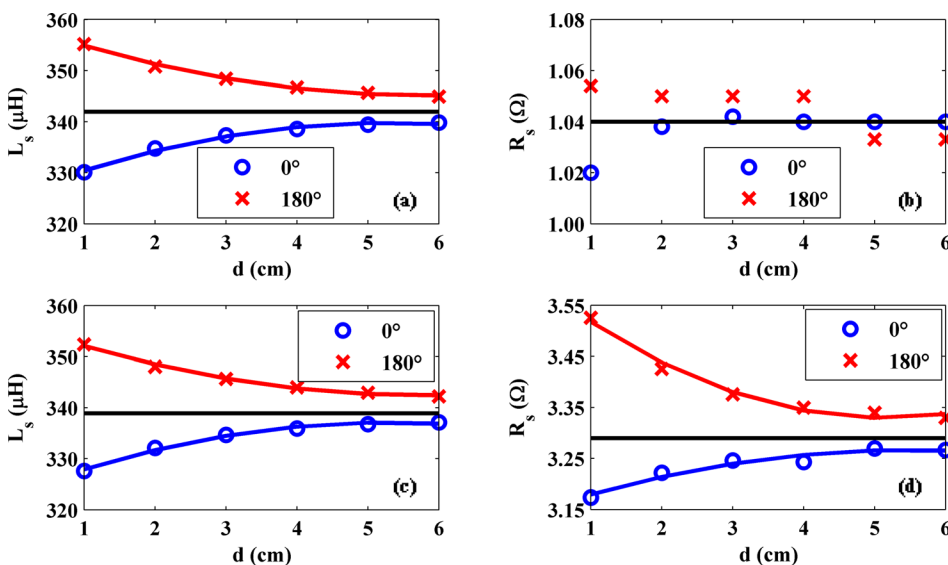 360
350
340
330
320
L_s (μH)
0°
180°
(a)
1 2 3 4 5 6
d (cm)
1.08
1.06
1.04
1.02
1.00
R_s (Ω)
0°
180°
(b)
1 2 3 4 5 6
d (cm)
360
350
340
330
320
L_s (μH)
0°
180°
(c)
1 2 3 4 5 6
d (cm)
3.55
3.45
3.35
3.25
3.15
R_s (Ω)
0°
180°
(d)
1 2 3 4 5 6
d (cm)